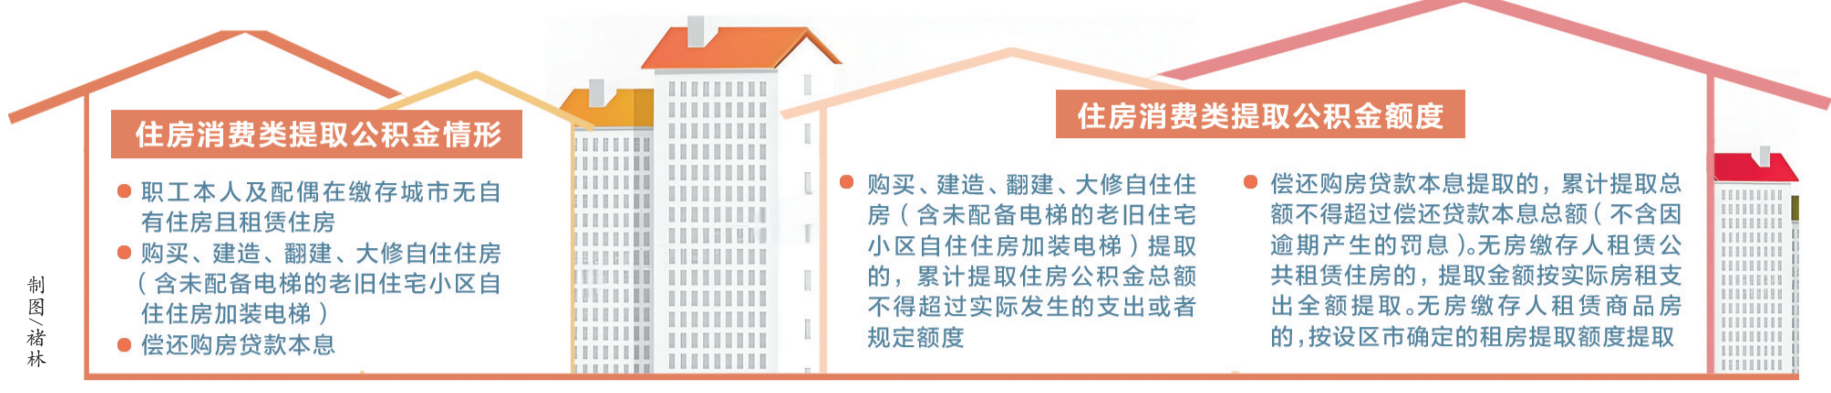 住房消费类提取公积金情形
职工本人及配偶在缴存城市无自
有住房且租赁住房
购买、建造、翻建、大修自住住房
（含未配备电梯的老旧住宅小区自
住住房加装电梯）
偿还购房贷款本息
住房消费类提取公积金额度
购买、建造、翻建、大修自住住
房（含未配备电梯的老旧住宅
小区自住住房加装电梯）提取
的，累计提取住房公积金总额
不得超过实际发生的支出或者
规定额度
偿还购房贷款本息提取的，累计提取总
额不得超过偿还贷款本息总额（不含因
逾期产生的罚息）。无房缴存人租赁公
共租赁住房的，提取金额按实际房租支
出全额提取。无房缴存人租赁商品房
的，按设区市确定的租房提取额度提取
制图/褚林